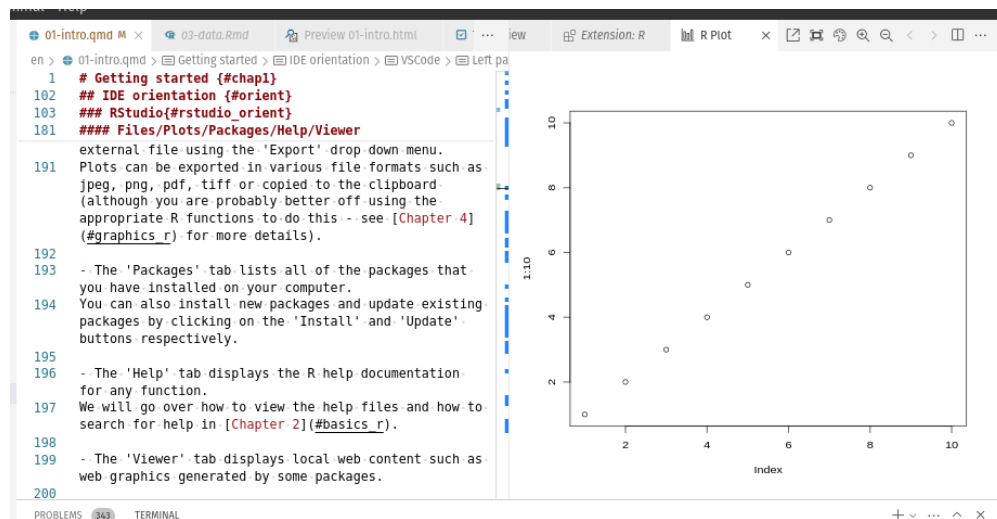 Help
01-intro.qmd M
03-data.Rmd
Preview 01-intro.html
Extension: R
R Plot
en > 01-intro.qmd > Getting started > IDE orientation > VSCode > Left pa
1 # Getting started {#chap1}
102 ## IDE orientation {#orient}
103 ### RStudio{#rstudio_orient}
181 #### Files/Plots/Packages/Help/Viewer
external file using the 'Export' drop down menu.
191 Plots can be exported in various file formats such as
jpeg, png, pdf, tiff or copied to the clipboard
(although you are probably better off using the
appropriate R functions to do this - see [Chapter 4]
(#graphics_r) for more details).
192
193 - The 'Packages' tab lists all of the packages that
you have installed on your computer.
194 You can also install new packages and update existing
packages by clicking on the 'Install' and 'Update'
buttons respectively.
195
196 - The 'Help' tab displays the R help documentation
for any function.
197 We will go over how to view the help files and how to
search for help in [Chapter 2](#basics_r).
198
199 - The 'Viewer' tab displays local web content such as
web graphics generated by some packages.
200
PROBLEMS 343 TERMINAL
10
8
6
4
2
1:10
2 4 6 8 10
Index